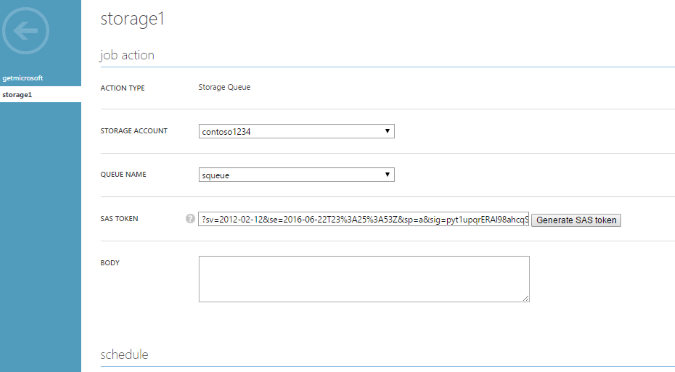 storage1
job action
getmicrosoft
storage1
ACTION TYPE Storage Queue
STORAGE ACCOUNT contoso1234
QUEUE NAME squeue
SAS TOKEN ? ?sv=2012-02-12&se=2016-06-22T23%3A25%3A53Z&sp=a&sig=pyt1upqrERAI98ahcqS Generate SAS token
BODY
schedule